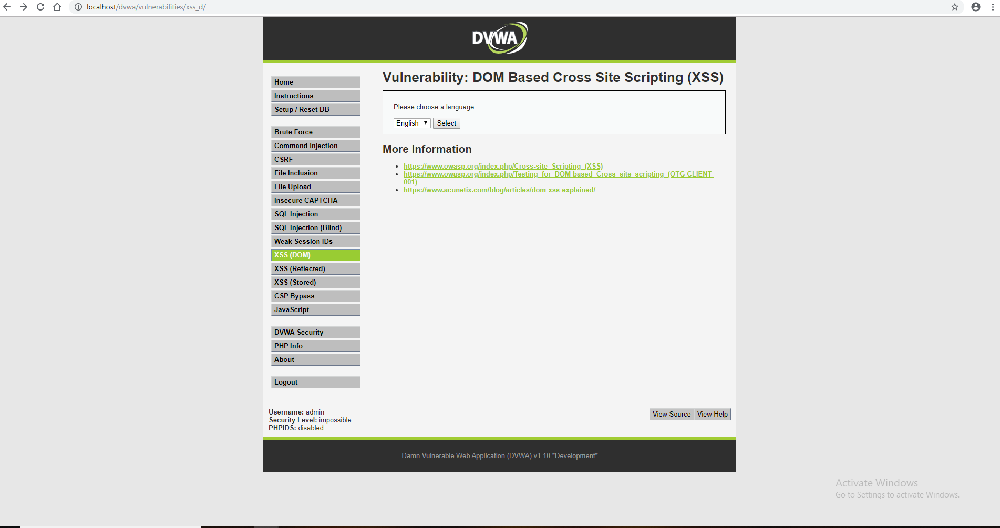 localhost/dvwa/vulnerabilities/xss_d/
DVWA
Home
Instructions
Setup / Reset DB
Brute Force
Command Injection
CSRF
File Inclusion
File Upload
Insecure CAPTCHA
SQL Injection
SQL Injection (Blind)
Weak Session IDs
XSS (DOM)
XSS (Reflected)
XSS (Stored)
CSP Bypass
JavaScript
DVWA Security
PHP Info
About
Logout
Vulnerability: DOM Based Cross Site Scripting (XSS)
Please choose a language:
English Select
More Information
https://www.owasp.org/index.php/Cross-site_Scripting_(XSS)
https://www.owasp.org/index.php/Testing_for_DOM-based_Cross_site_scripting_(OTG-CLIENT-
001)
https://www.acunetix.com/blog/articles/dom-xss-explained/
Username: admin
Security Level: impossible
PHPIDS: disabled
View Source View Help
Damn Vulnerable Web Application (DVWA) v1.10 *Development*
Activate Windows
Go to Settings to activate Windows.